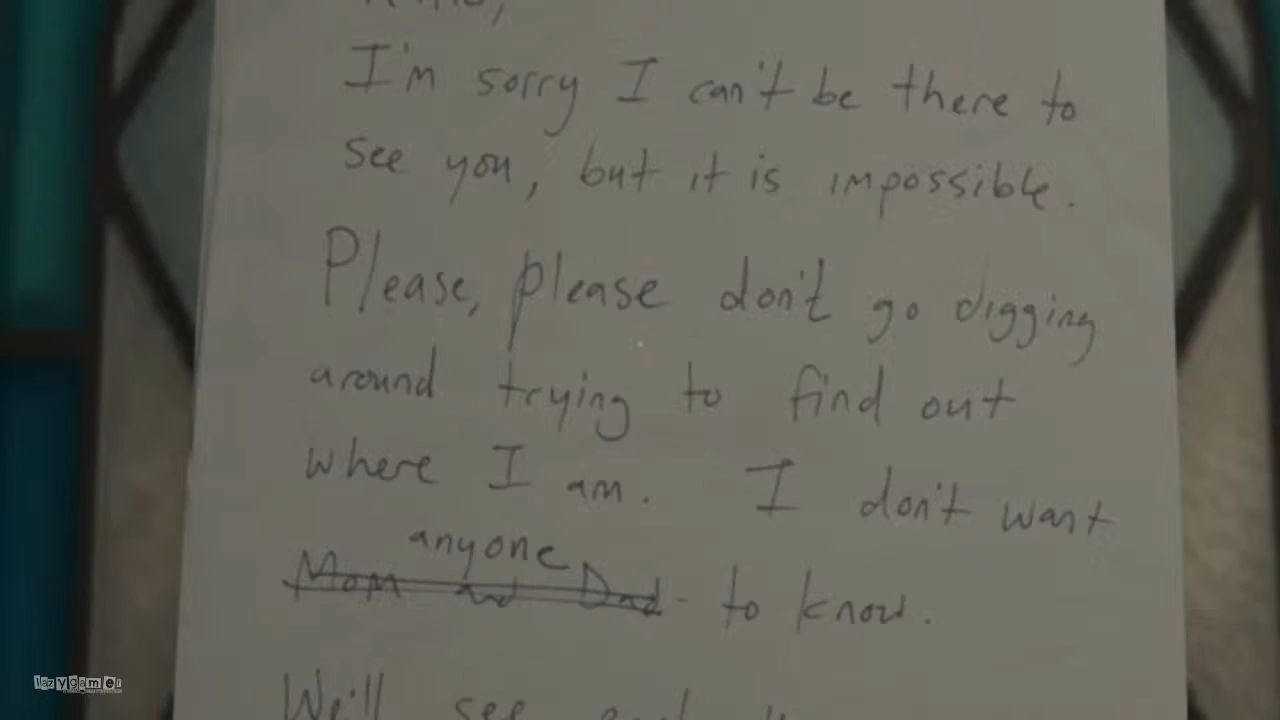 I'm sorry I can't be there to
see you, but it is impossible.
Please, please don't go digging
around trying to find out
where I am. I don't want
anyone
Mom and Dad to know.
We'll see
lazygamer